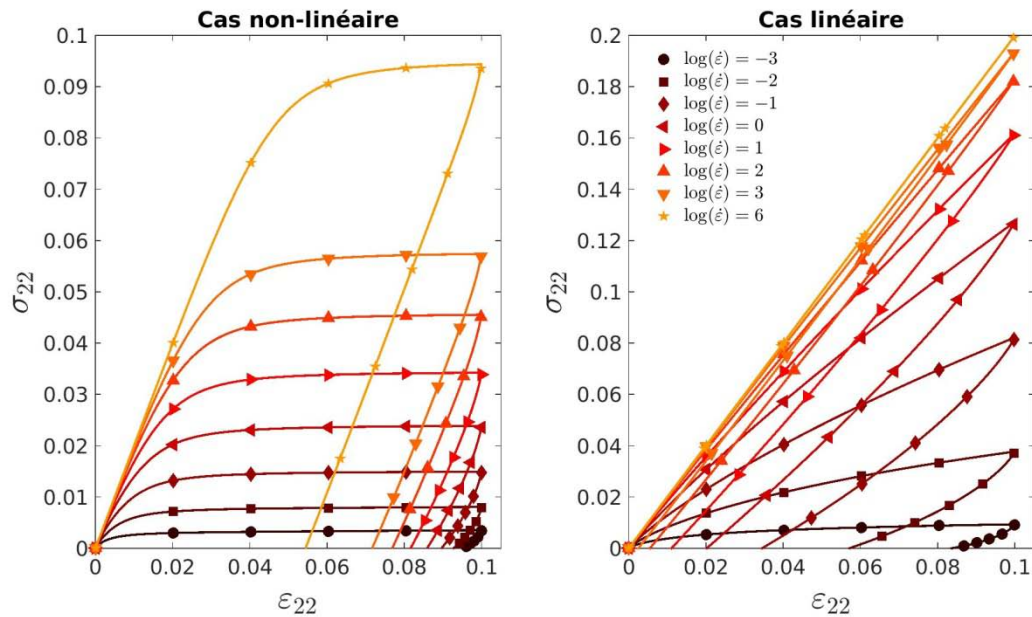 Cas non-linéaire
0.1
0.09
0.08
0.07
0.06
0.05
0.04
0.03
0.02
0.01
0
σ22
0 0.02 0.04 0.06 0.08 0.1
ε22
Cas linéaire
0.2
0.18
0.16
0.14
0.12
0.1
0.08
0.06
0.04
0.02
0
σ22
log(ε̇) = −3
log(ε̇) = −2
log(ε̇) = −1
log(ε̇) = 0
log(ε̇) = 1
log(ε̇) = 2
log(ε̇) = 3
log(ε̇) = 6
0 0.02 0.04 0.06 0.08 0.1
ε22